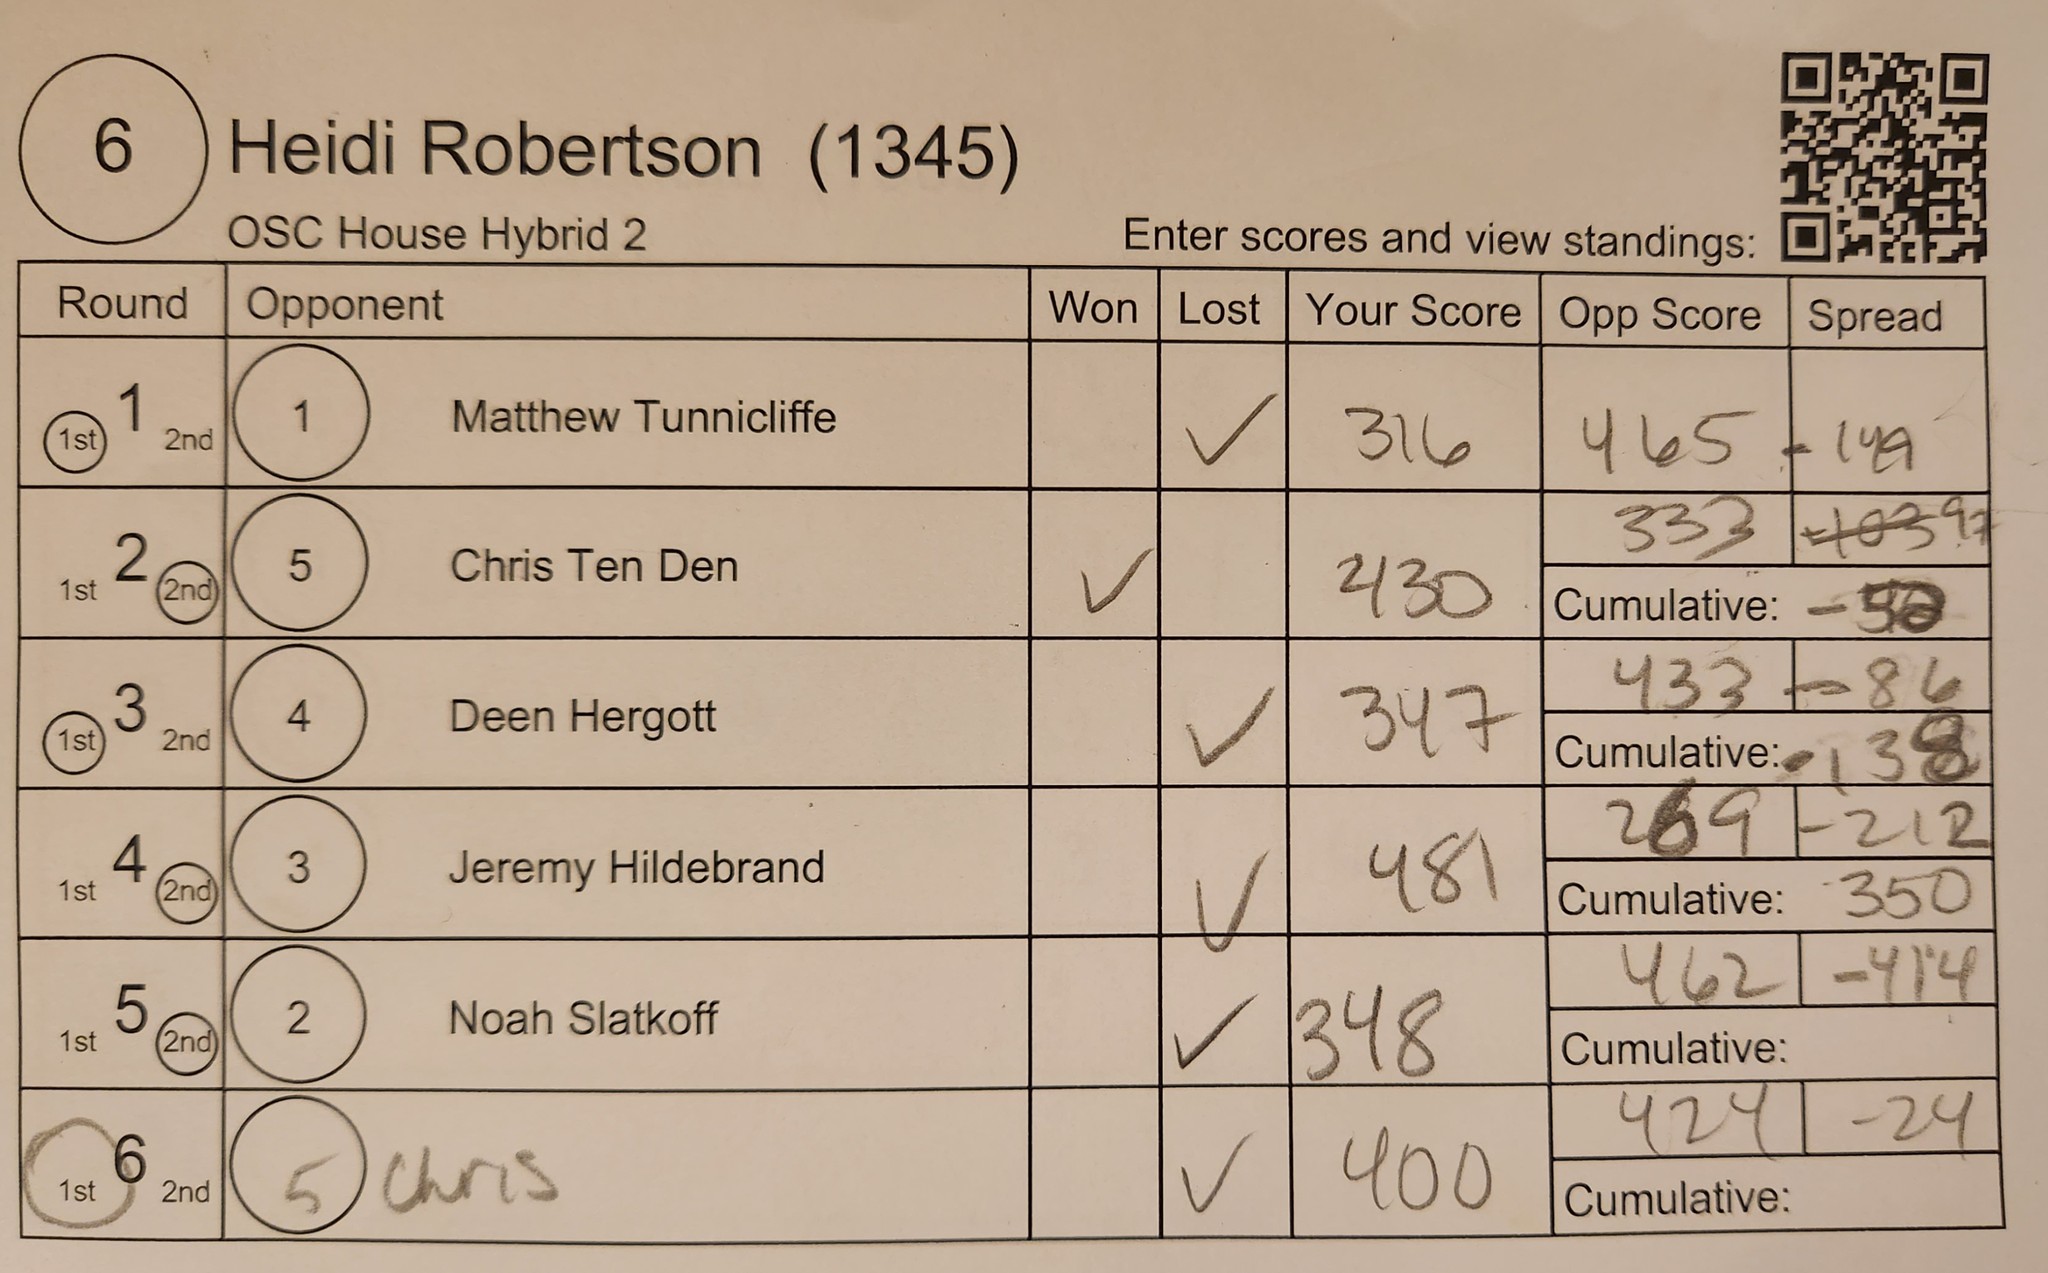 6 Heidi Robertson (1345)
OSC House Hybrid 2 Enter scores and view standings:
Round Opponent Won Lost Your Score Opp Score Spread
1 1st 2nd 1 Matthew Tunnicliffe ✓ 316 465 -149
2 1st 2nd 5 Chris Ten Den ✓ 430 333 +103 97
Cumulative: -52
3 1st 2nd 4 Deen Hergott ✓ 347 433 -86
Cumulative: -138
4 1st 2nd 3 Jeremy Hildebrand ✓ 481 269 -212
Cumulative: 350
5 1st 2nd 2 Noah Slatkoff ✓ 348 462 -414
Cumulative:
6 1st 2nd 5 Chris ✓ 400 424 -24
Cumulative: